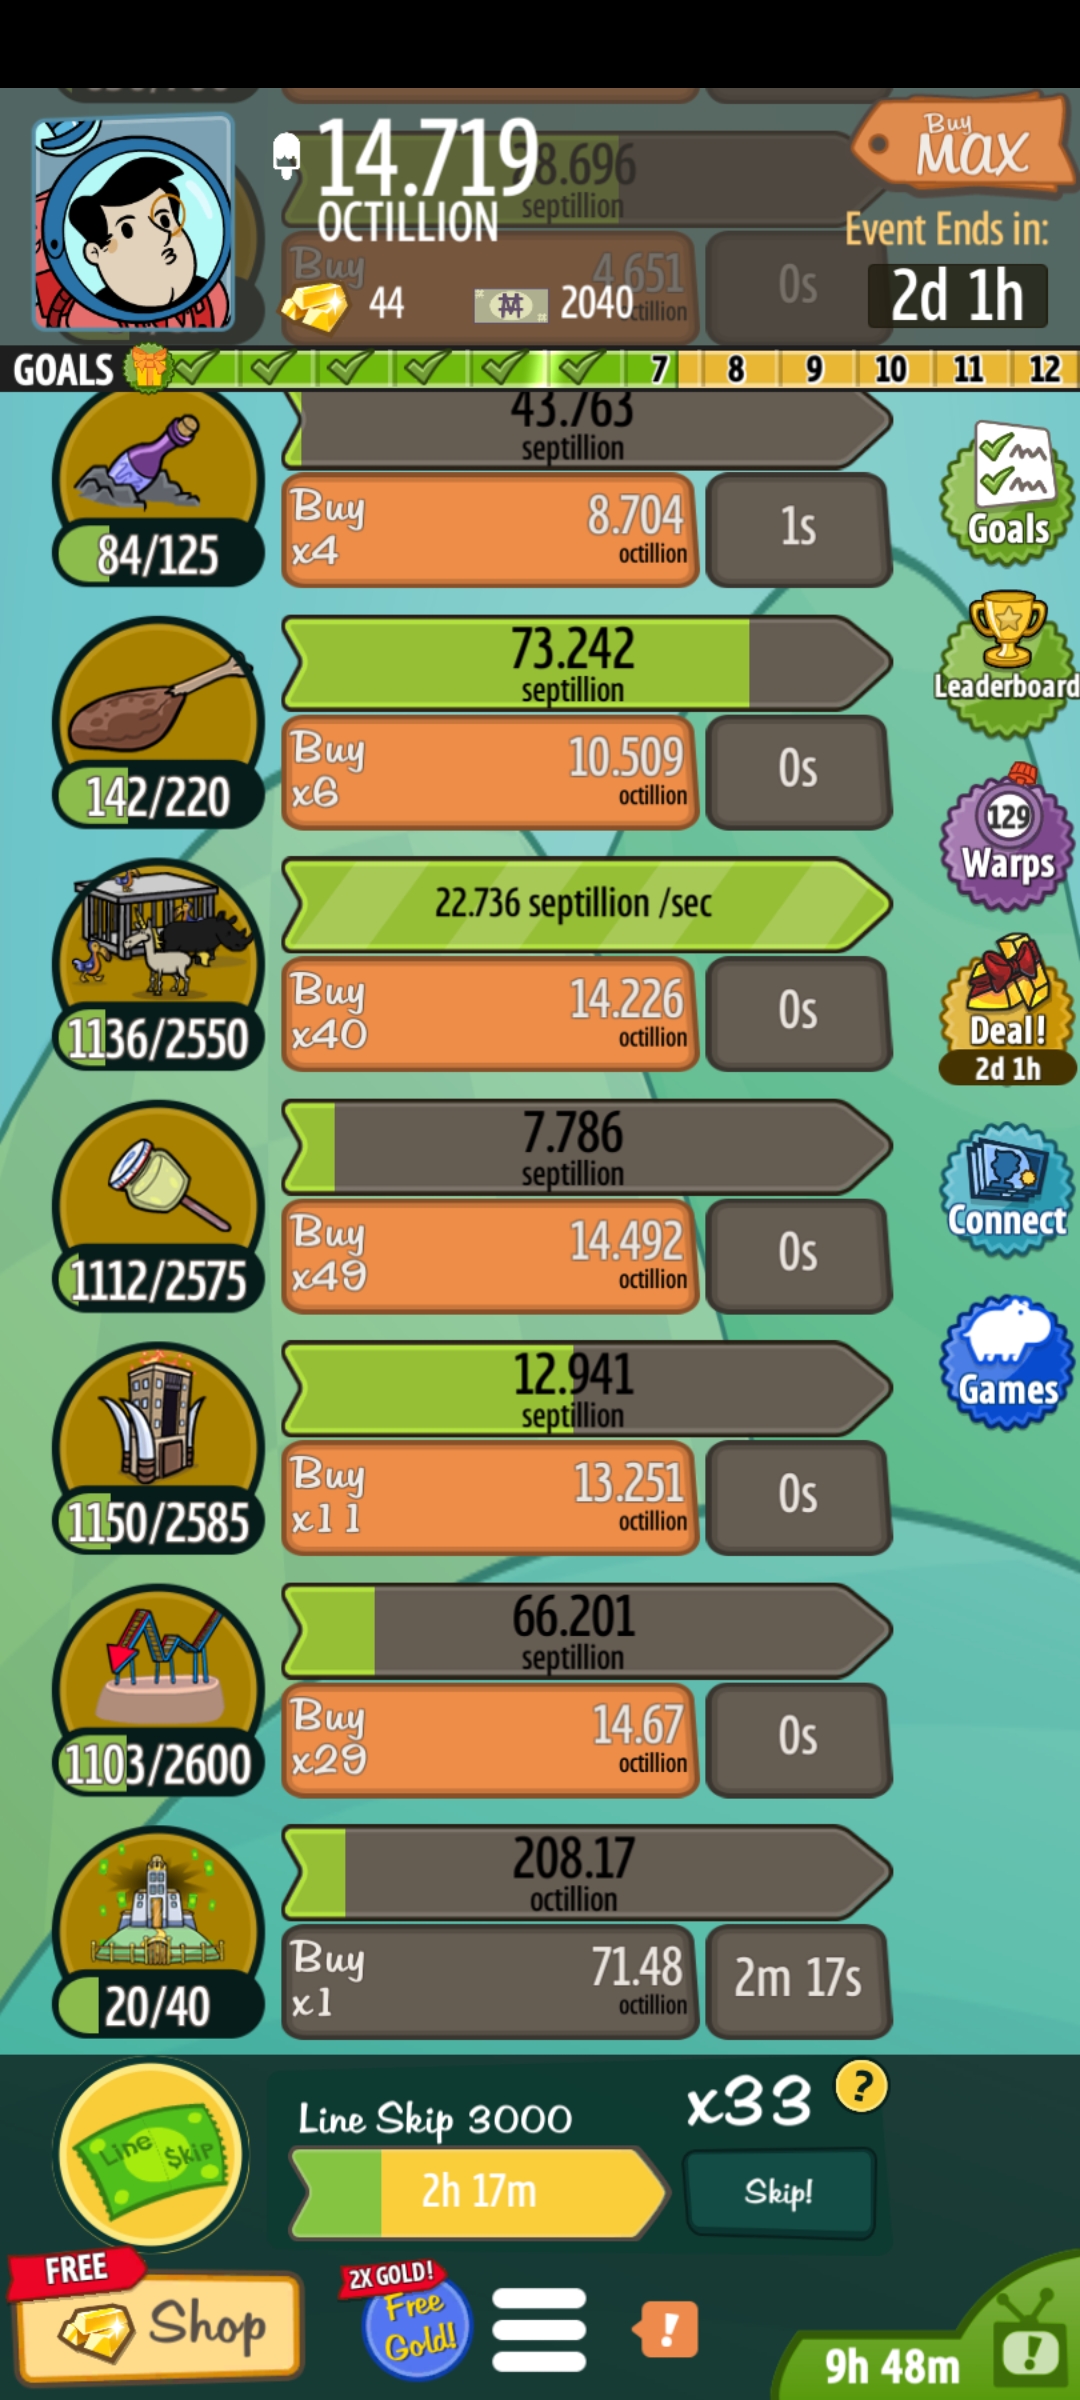 14.719
OCTILLION
8.696
septillion
Buy
MAX
Event Ends in:
2d 1h
Buy
4.651
0s
44
2040
GOALS
7
8
9
10
11
12
43.763
septillion
84/125
Buy
x4
8.704
octillion
1s
Goals
73.242
septillion
Leaderboard
142/220
Buy
x6
10.509
octillion
0s
129
Warps
22.736 septillion /sec
1136/2550
Buy
x40
14.226
octillion
0s
Deal!
2d 1h
7.786
septillion
1112/2575
Buy
x49
14.492
octillion
0s
Connect
12.941
septillion
Games
1150/2585
Buy
x11
13.251
octillion
0s
66.201
septillion
1103/2600
Buy
x29
14.67
octillion
0s
208.17
octillion
20/40
Buy
x1
71.48
octillion
2m 17s
Line $kip
Line Skip 3000
x33
?
2h 17m
Skip!
FREE
Shop
2X GOLD!
Free
Gold!
!
9h 48m
!